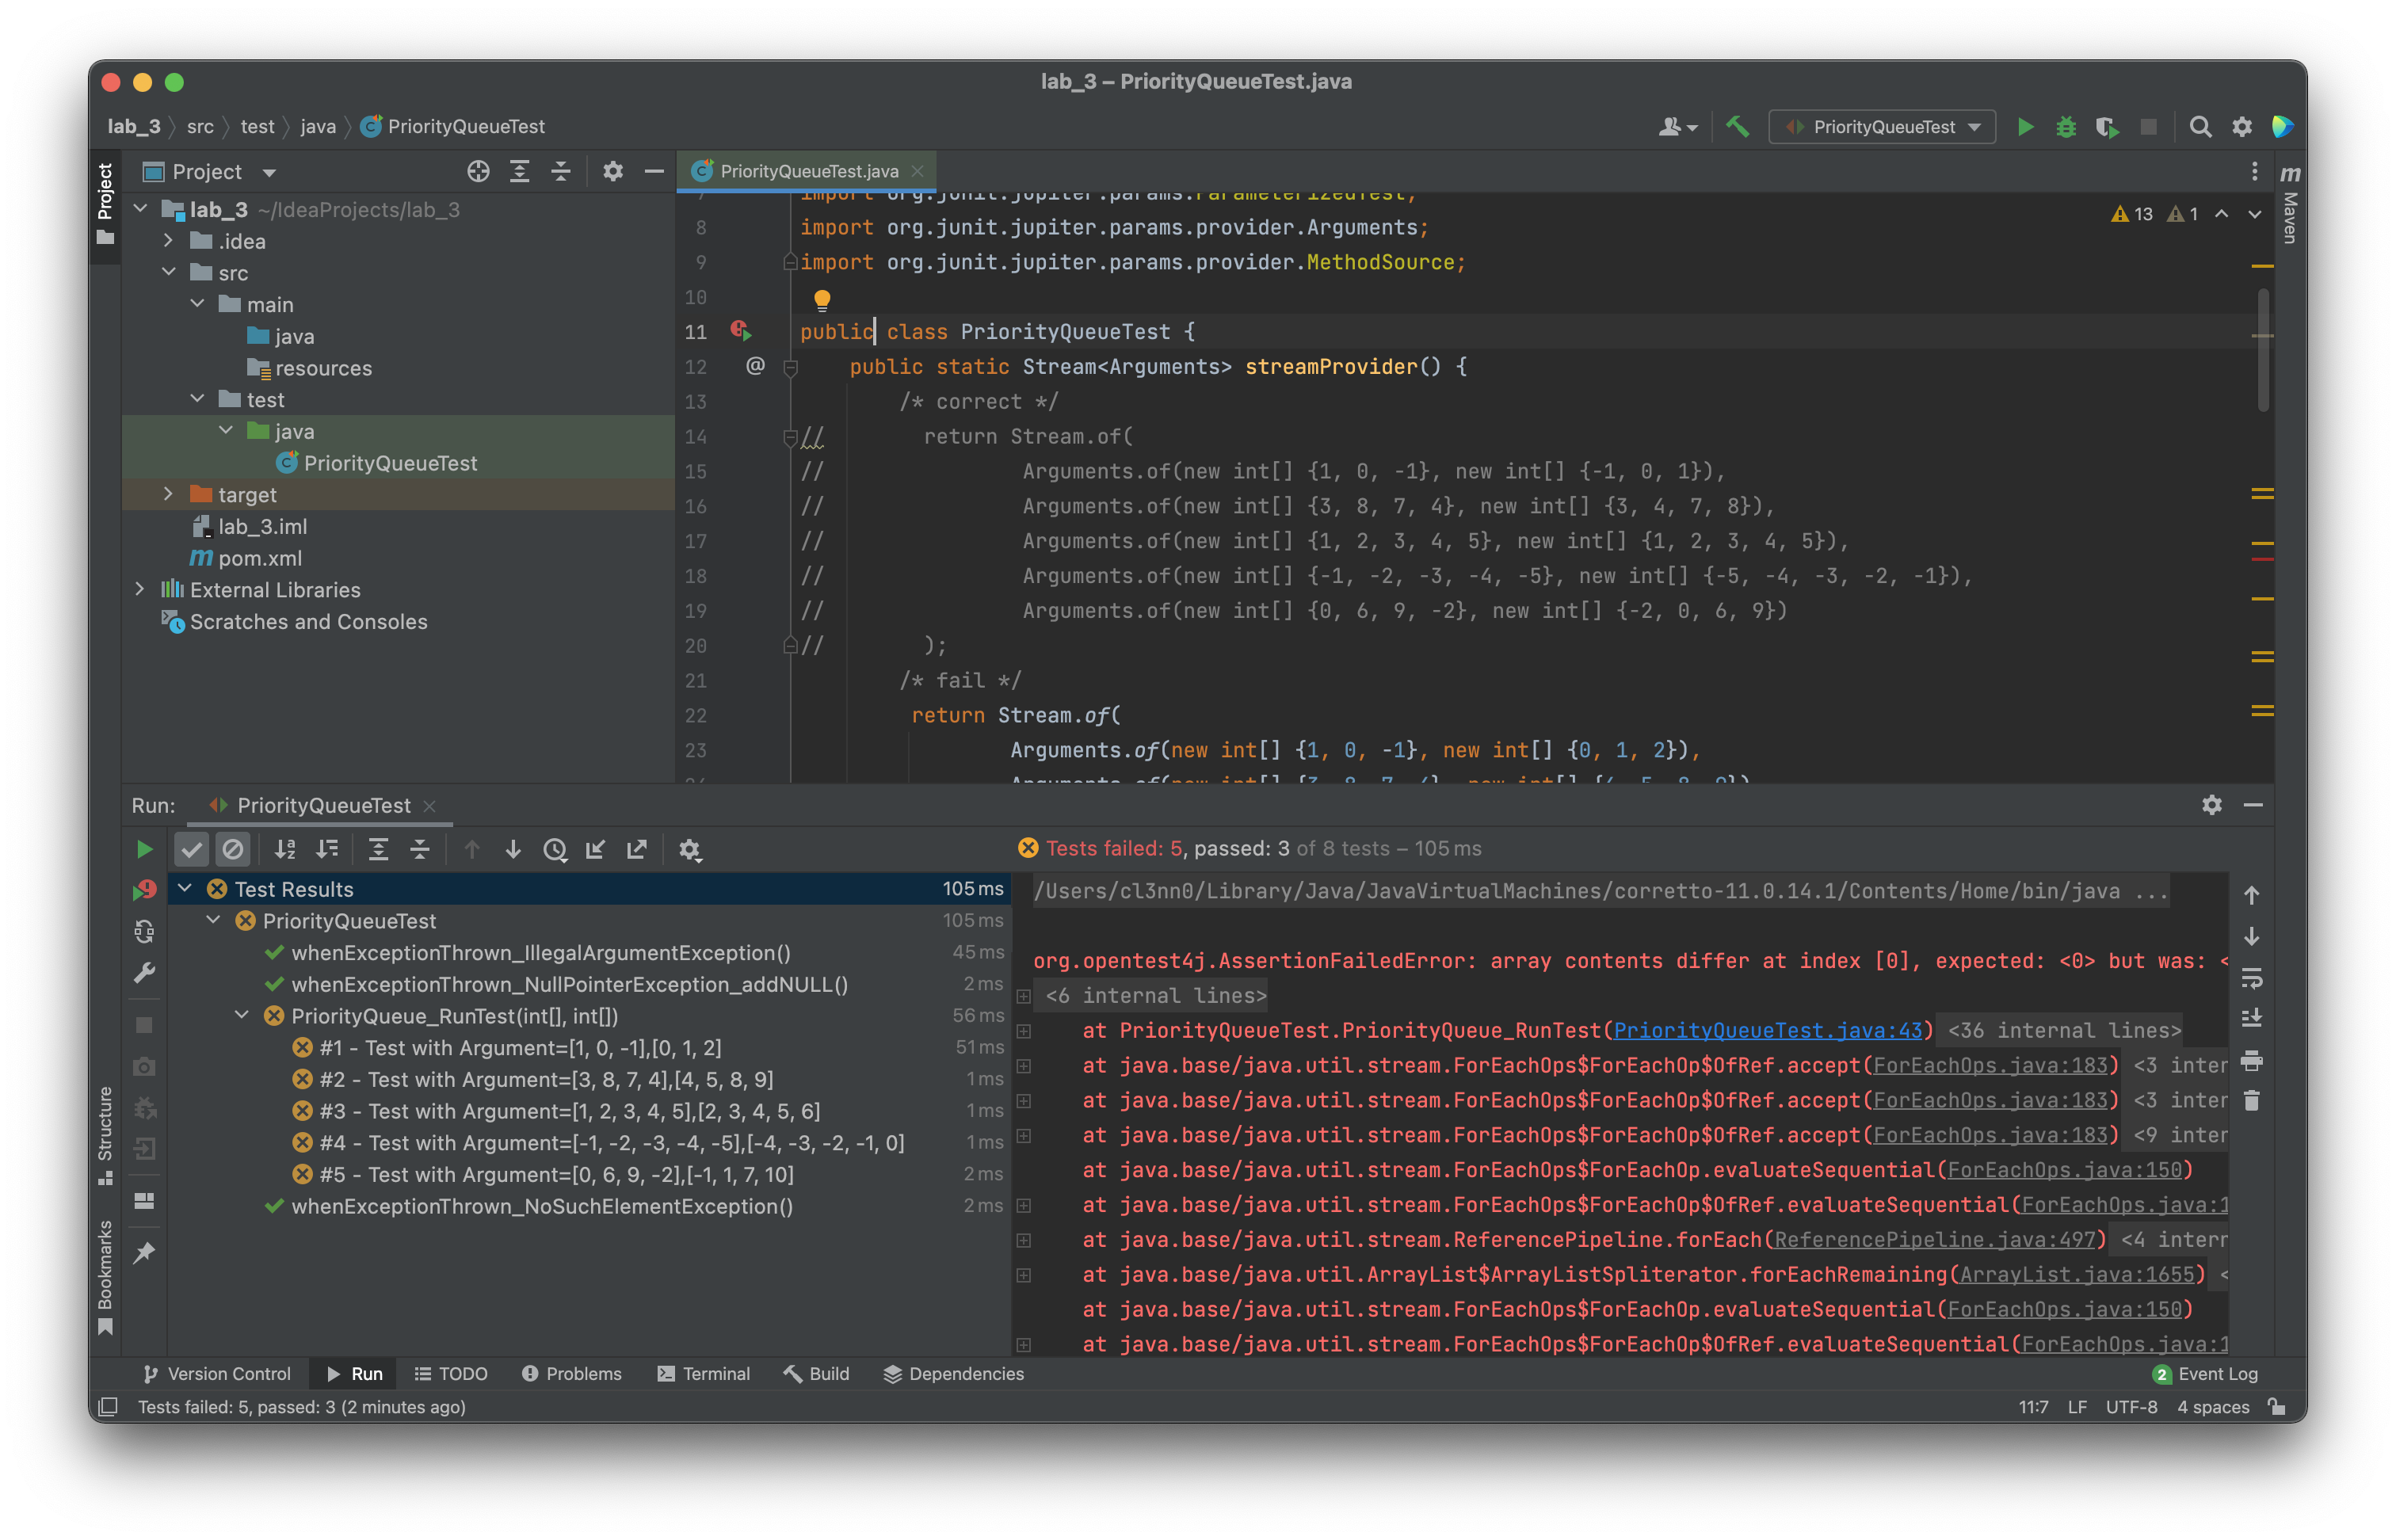 lab_3 – PriorityQueueTest.java
lab_3 src test java PriorityQueueTest
PriorityQueueTest
Project
Project
PriorityQueueTest.java
Maven
lab_3 ~/IdeaProjects/lab_3
.idea
src
main
java
resources
test
java
PriorityQueueTest
target
lab_3.iml
pom.xml
External Libraries
Scratches and Consoles
13 1
7 import org.junit.jupiter.params.ParameterizedTest;
8 import org.junit.jupiter.params.provider.Arguments;
9 import org.junit.jupiter.params.provider.MethodSource;
10
11 public class PriorityQueueTest {
12 @ public static Stream<Arguments> streamProvider() {
13 /* correct */
14 // return Stream.of(
15 // Arguments.of(new int[] {1, 0, -1}, new int[] {-1, 0, 1}),
16 // Arguments.of(new int[] {3, 8, 7, 4}, new int[] {3, 4, 7, 8}),
17 // Arguments.of(new int[] {1, 2, 3, 4, 5}, new int[] {1, 2, 3, 4, 5}),
18 // Arguments.of(new int[] {-1, -2, -3, -4, -5}, new int[] {-5, -4, -3, -2, -1}),
19 // Arguments.of(new int[] {0, 6, 9, -2}, new int[] {-2, 0, 6, 9})
20 // );
21 /* fail */
22 return Stream.of(
23 Arguments.of(new int[] {1, 0, -1}, new int[] {0, 1, 2}),
24 Arguments.of(new int[] {3, 8, 7, 4}, new int[] {4, 5, 8, 9})
Run: PriorityQueueTest
Tests failed: 5, passed: 3 of 8 tests – 105 ms
Test Results 105 ms
PriorityQueueTest 105 ms
whenExceptionThrown_IllegalArgumentException() 45 ms
whenExceptionThrown_NullPointerException_addNULL() 2 ms
PriorityQueue_RunTest(int[], int[]) 56 ms
#1 - Test with Argument=[1, 0, -1],[0, 1, 2] 51 ms
#2 - Test with Argument=[3, 8, 7, 4],[4, 5, 8, 9] 1 ms
#3 - Test with Argument=[1, 2, 3, 4, 5],[2, 3, 4, 5, 6] 1 ms
#4 - Test with Argument=[-1, -2, -3, -4, -5],[-4, -3, -2, -1, 0] 1 ms
#5 - Test with Argument=[0, 6, 9, -2],[-1, 1, 7, 10] 2 ms
whenExceptionThrown_NoSuchElementException() 2 ms
/Users/cl3nn0/Library/Java/JavaVirtualMachines/corretto-11.0.14.1/Contents/Home/bin/java ...
org.opentest4j.AssertionFailedError: array contents differ at index [0], expected: <0> but was: <
<6 internal lines>
at PriorityQueueTest.PriorityQueue_RunTest(PriorityQueueTest.java:43) <36 internal lines>
at java.base/java.util.stream.ForEachOps$ForEachOp$OfRef.accept(ForEachOps.java:183) <3 inter
at java.base/java.util.stream.ForEachOps$ForEachOp$OfRef.accept(ForEachOps.java:183) <3 inter
at java.base/java.util.stream.ForEachOps$ForEachOp$OfRef.accept(ForEachOps.java:183) <9 inter
at java.base/java.util.stream.ForEachOps$ForEachOp.evaluateSequential(ForEachOps.java:150)
at java.base/java.util.stream.ForEachOps$ForEachOp$OfRef.evaluateSequential(ForEachOps.java:1
at java.base/java.util.stream.ReferencePipeline.forEach(ReferencePipeline.java:497) <4 intern
at java.base/java.util.ArrayList$ArrayListSpliterator.forEachRemaining(ArrayList.java:1655) <
at java.base/java.util.stream.ForEachOps$ForEachOp.evaluateSequential(ForEachOps.java:150)
at java.base/java.util.stream.ForEachOps$ForEachOp$OfRef.evaluateSequential(ForEachOps.java:1
Structure
Bookmarks
Version Control Run TODO Problems Terminal Build Dependencies 2 Event Log
Tests failed: 5, passed: 3 (2 minutes ago) 11:7 LF UTF-8 4 spaces